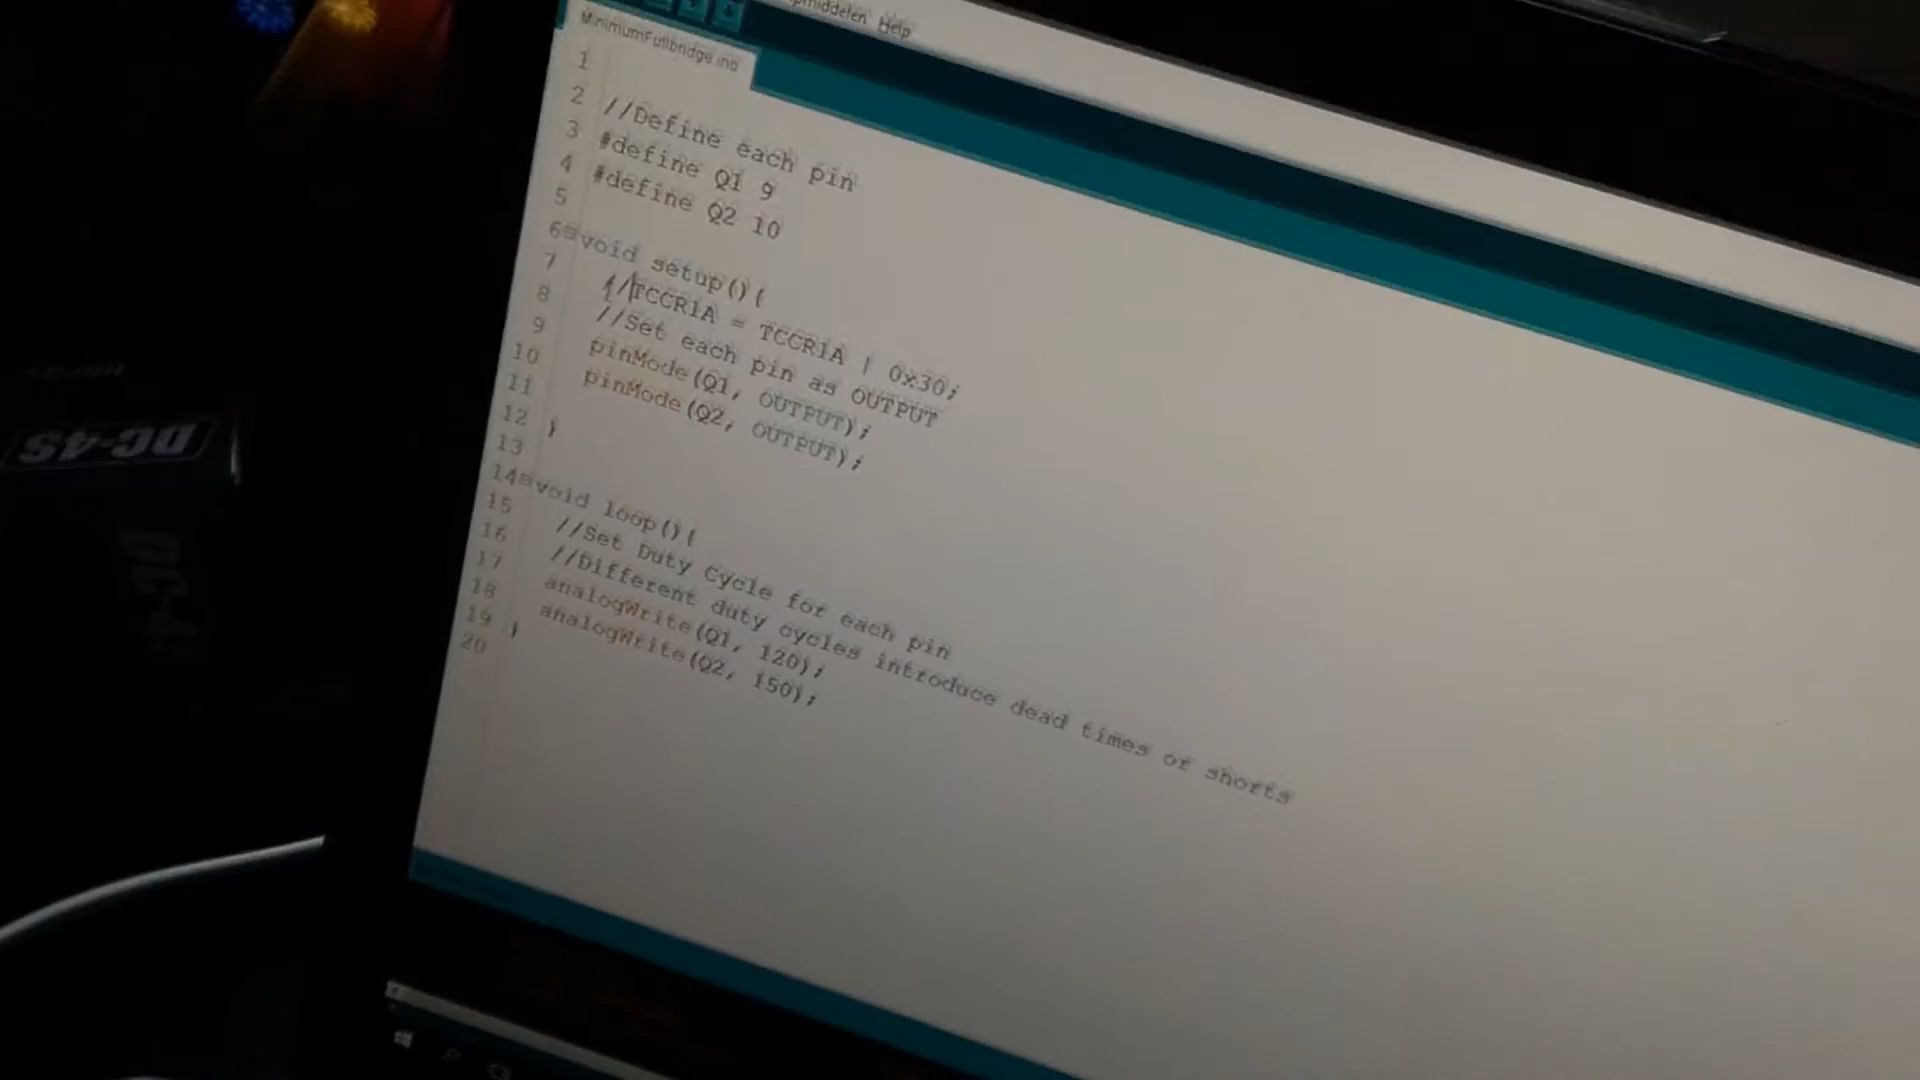 Help
MinimumFullbridge.ino
1
2 //Define each pin
3 #define Q1 9
4 #define Q2 10
5
6 void setup(){
7 //TCCR1A = TCCR1A | 0x30;
8 //Set each pin as OUTPUT
9 pinMode(Q1, OUTPUT);
10 pinMode(Q2, OUTPUT);
11
12 }
13
14 void loop(){
15 //Set Duty Cycle for each pin
16 //Different duty cycles introduce dead times or shorts
17 analogWrite(Q1, 120);
18 analogWrite(Q2, 150);
19 }
20
DC-4S